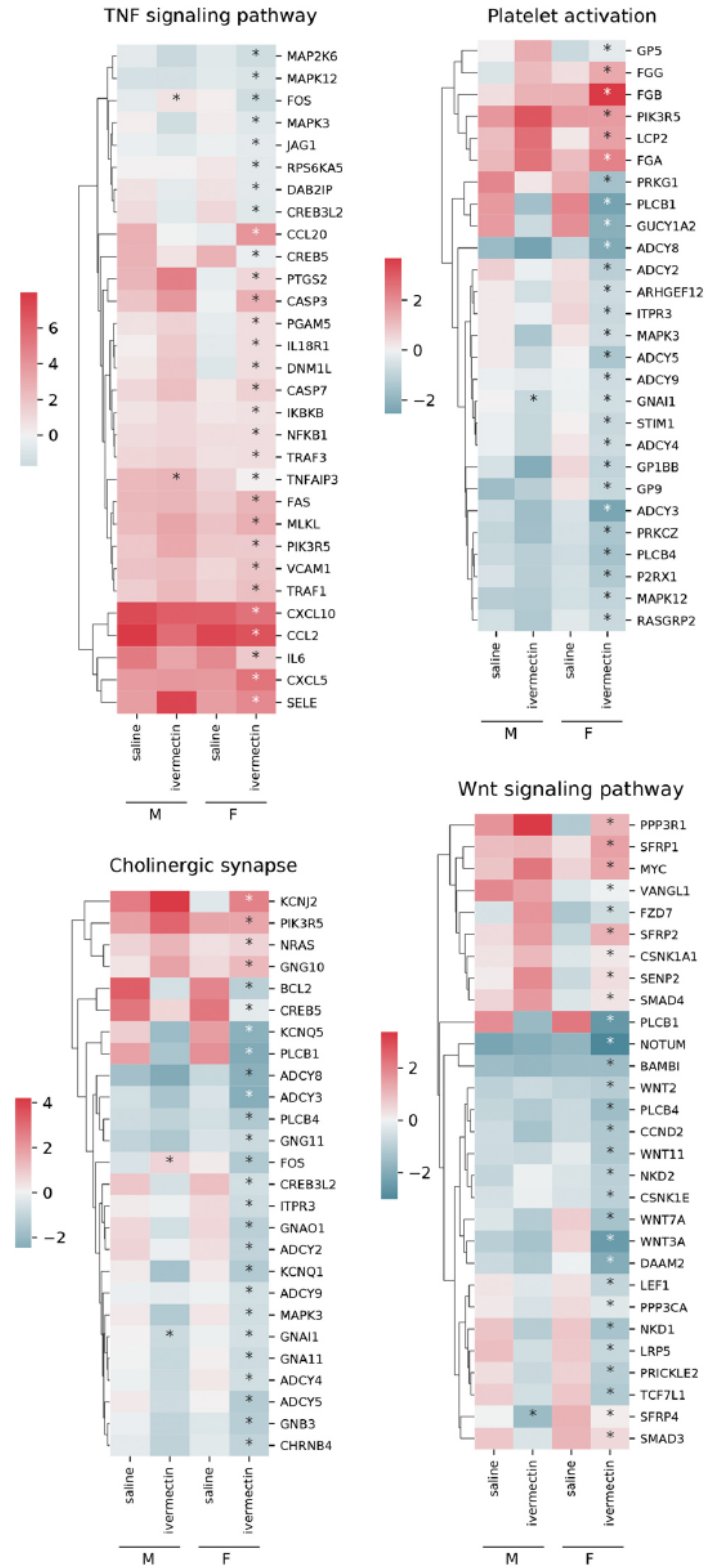 TNF signaling pathway
MAP2K6
MAPK12
FOS
MAPK3
JAG1
RPS6KA5
DAB2IP
CREB3L2
CCL20
CREB5
PTGS2
CASP3
PGAM5
IL18R1
DNM1L
CASP7
IKBKB
NFKB1
TRAF3
TNFAIP3
FAS
MLKL
PIK3R5
VCAM1
TRAF1
CXCL10
CCL2
IL6
CXCL5
SELE
6
4
2
0
saline
ivermectin
saline
ivermectin
M
F
Platelet activation
GP5
FGG
FGB
PIK3R5
LCP2
FGA
PRKG1
PLCB1
GUCY1A2
ADCY8
ADCY2
ARHGEF12
ITPR3
MAPK3
ADCY5
ADCY9
GNAI1
STIM1
ADCY4
GP1BB
GP9
ADCY3
PRKCZ
PLCB4
P2RX1
MAPK12
RASGRP2
2
0
−2
saline
ivermectin
saline
ivermectin
M
F
Cholinergic synapse
KCNJ2
PIK3R5
NRAS
GNG10
BCL2
CREB5
KCNQ5
PLCB1
ADCY8
ADCY3
PLCB4
GNG11
FOS
CREB3L2
ITPR3
GNAO1
ADCY2
KCNQ1
ADCY9
MAPK3
GNAI1
GNA11
ADCY4
ADCY5
GNB3
CHRNB4
4
2
0
−2
saline
ivermectin
saline
ivermectin
M
F
Wnt signaling pathway
PPP3R1
SFRP1
MYC
VANGL1
FZD7
SFRP2
CSNK1A1
SENP2
SMAD4
PLCB1
NOTUM
BAMBI
WNT2
PLCB4
CCND2
WNT11
NKD2
CSNK1E
WNT7A
WNT3A
DAAM2
LEF1
PPP3CA
NKD1
LRP5
PRICKLE2
TCF7L1
SFRP4
SMAD3
2
0
−2
saline
ivermectin
saline
ivermectin
M
F